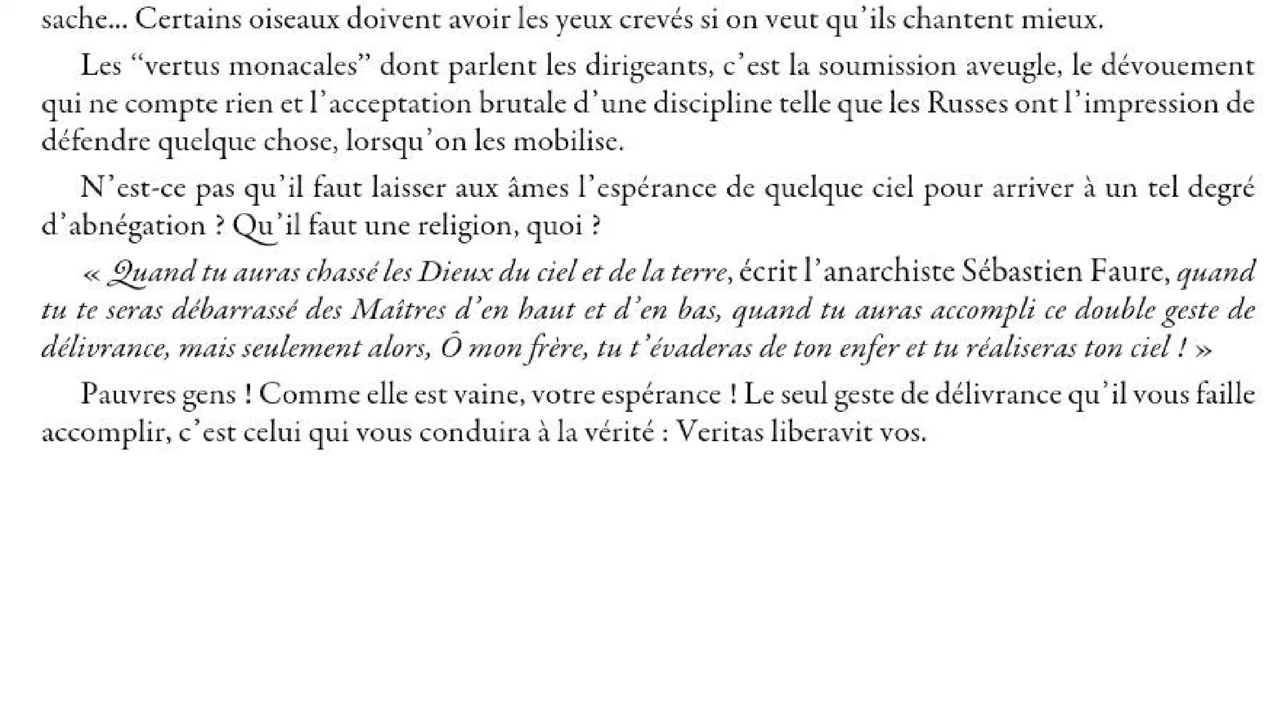 sache... Certains oiseaux doivent avoir les yeux crevés si on veut qu’ils chantent mieux.
Les “vertus monacales” dont parlent les dirigeants, c’est la soumission aveugle, le dévouement
qui ne compte rien et l’acceptation brutale d’une discipline telle que les Russes ont l’impression de
défendre quelque chose, lorsqu’on les mobilise.
N’est-ce pas qu’il faut laisser aux âmes l’espérance de quelque ciel pour arriver à un tel degré
d’abnégation ? Qu’il faut une religion, quoi ?
« Quand tu auras chassé les Dieux du ciel et de la terre, écrit l’anarchiste Sébastien Faure, quand
tu te seras débarrassé des Maîtres d’en haut et d’en bas, quand tu auras accompli ce double geste de
délivrance, mais seulement alors, Ô mon frère, tu t’évaderas de ton enfer et tu réaliseras ton ciel ! »
Pauvres gens ! Comme elle est vaine, votre espérance ! Le seul geste de délivrance qu’il vous faille
accomplir, c’est celui qui vous conduira à la vérité : Veritas liberavit vos.